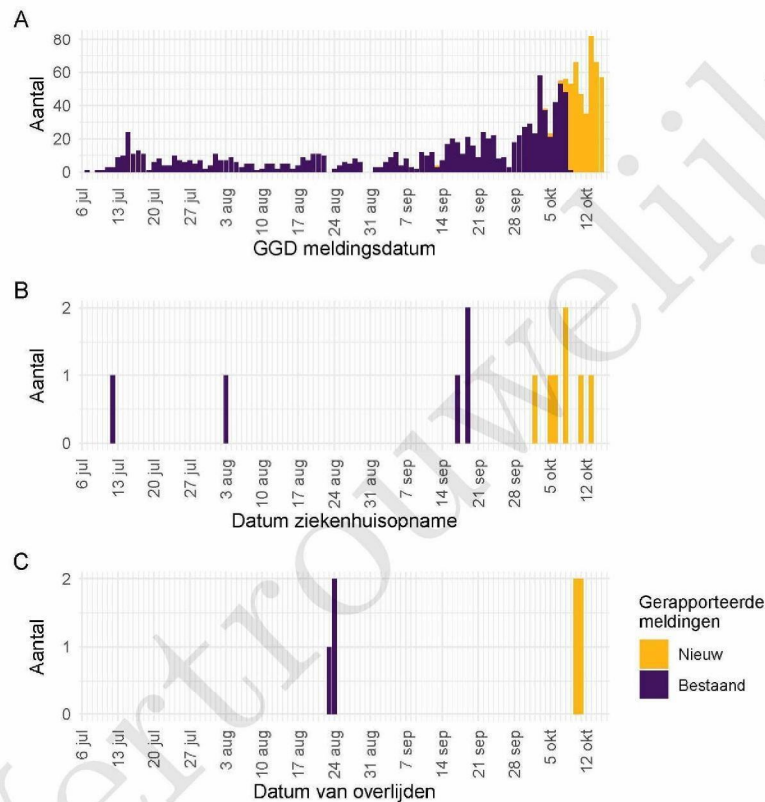 A
Aantal
80
60
40
20
0
6 jul
13 jul
20 jul
27 jul
3 aug
10 aug
17 aug
24 aug
31 aug
7 sep
14 sep
21 sep
28 sep
5 okt
12 okt
GGD meldingsdatum
B
Aantal
2
1
0
6 jul
13 jul
20 jul
27 jul
3 aug
10 aug
17 aug
24 aug
31 aug
7 sep
14 sep
21 sep
28 sep
5 okt
12 okt
Datum ziekenhuisopname
C
Aantal
2
1
0
6 jul
13 jul
20 jul
27 jul
3 aug
10 aug
17 aug
24 aug
31 aug
7 sep
14 sep
21 sep
28 sep
5 okt
12 okt
Datum van overlijden
Gerapporteerde
meldingen
Nieuw
Bestaand